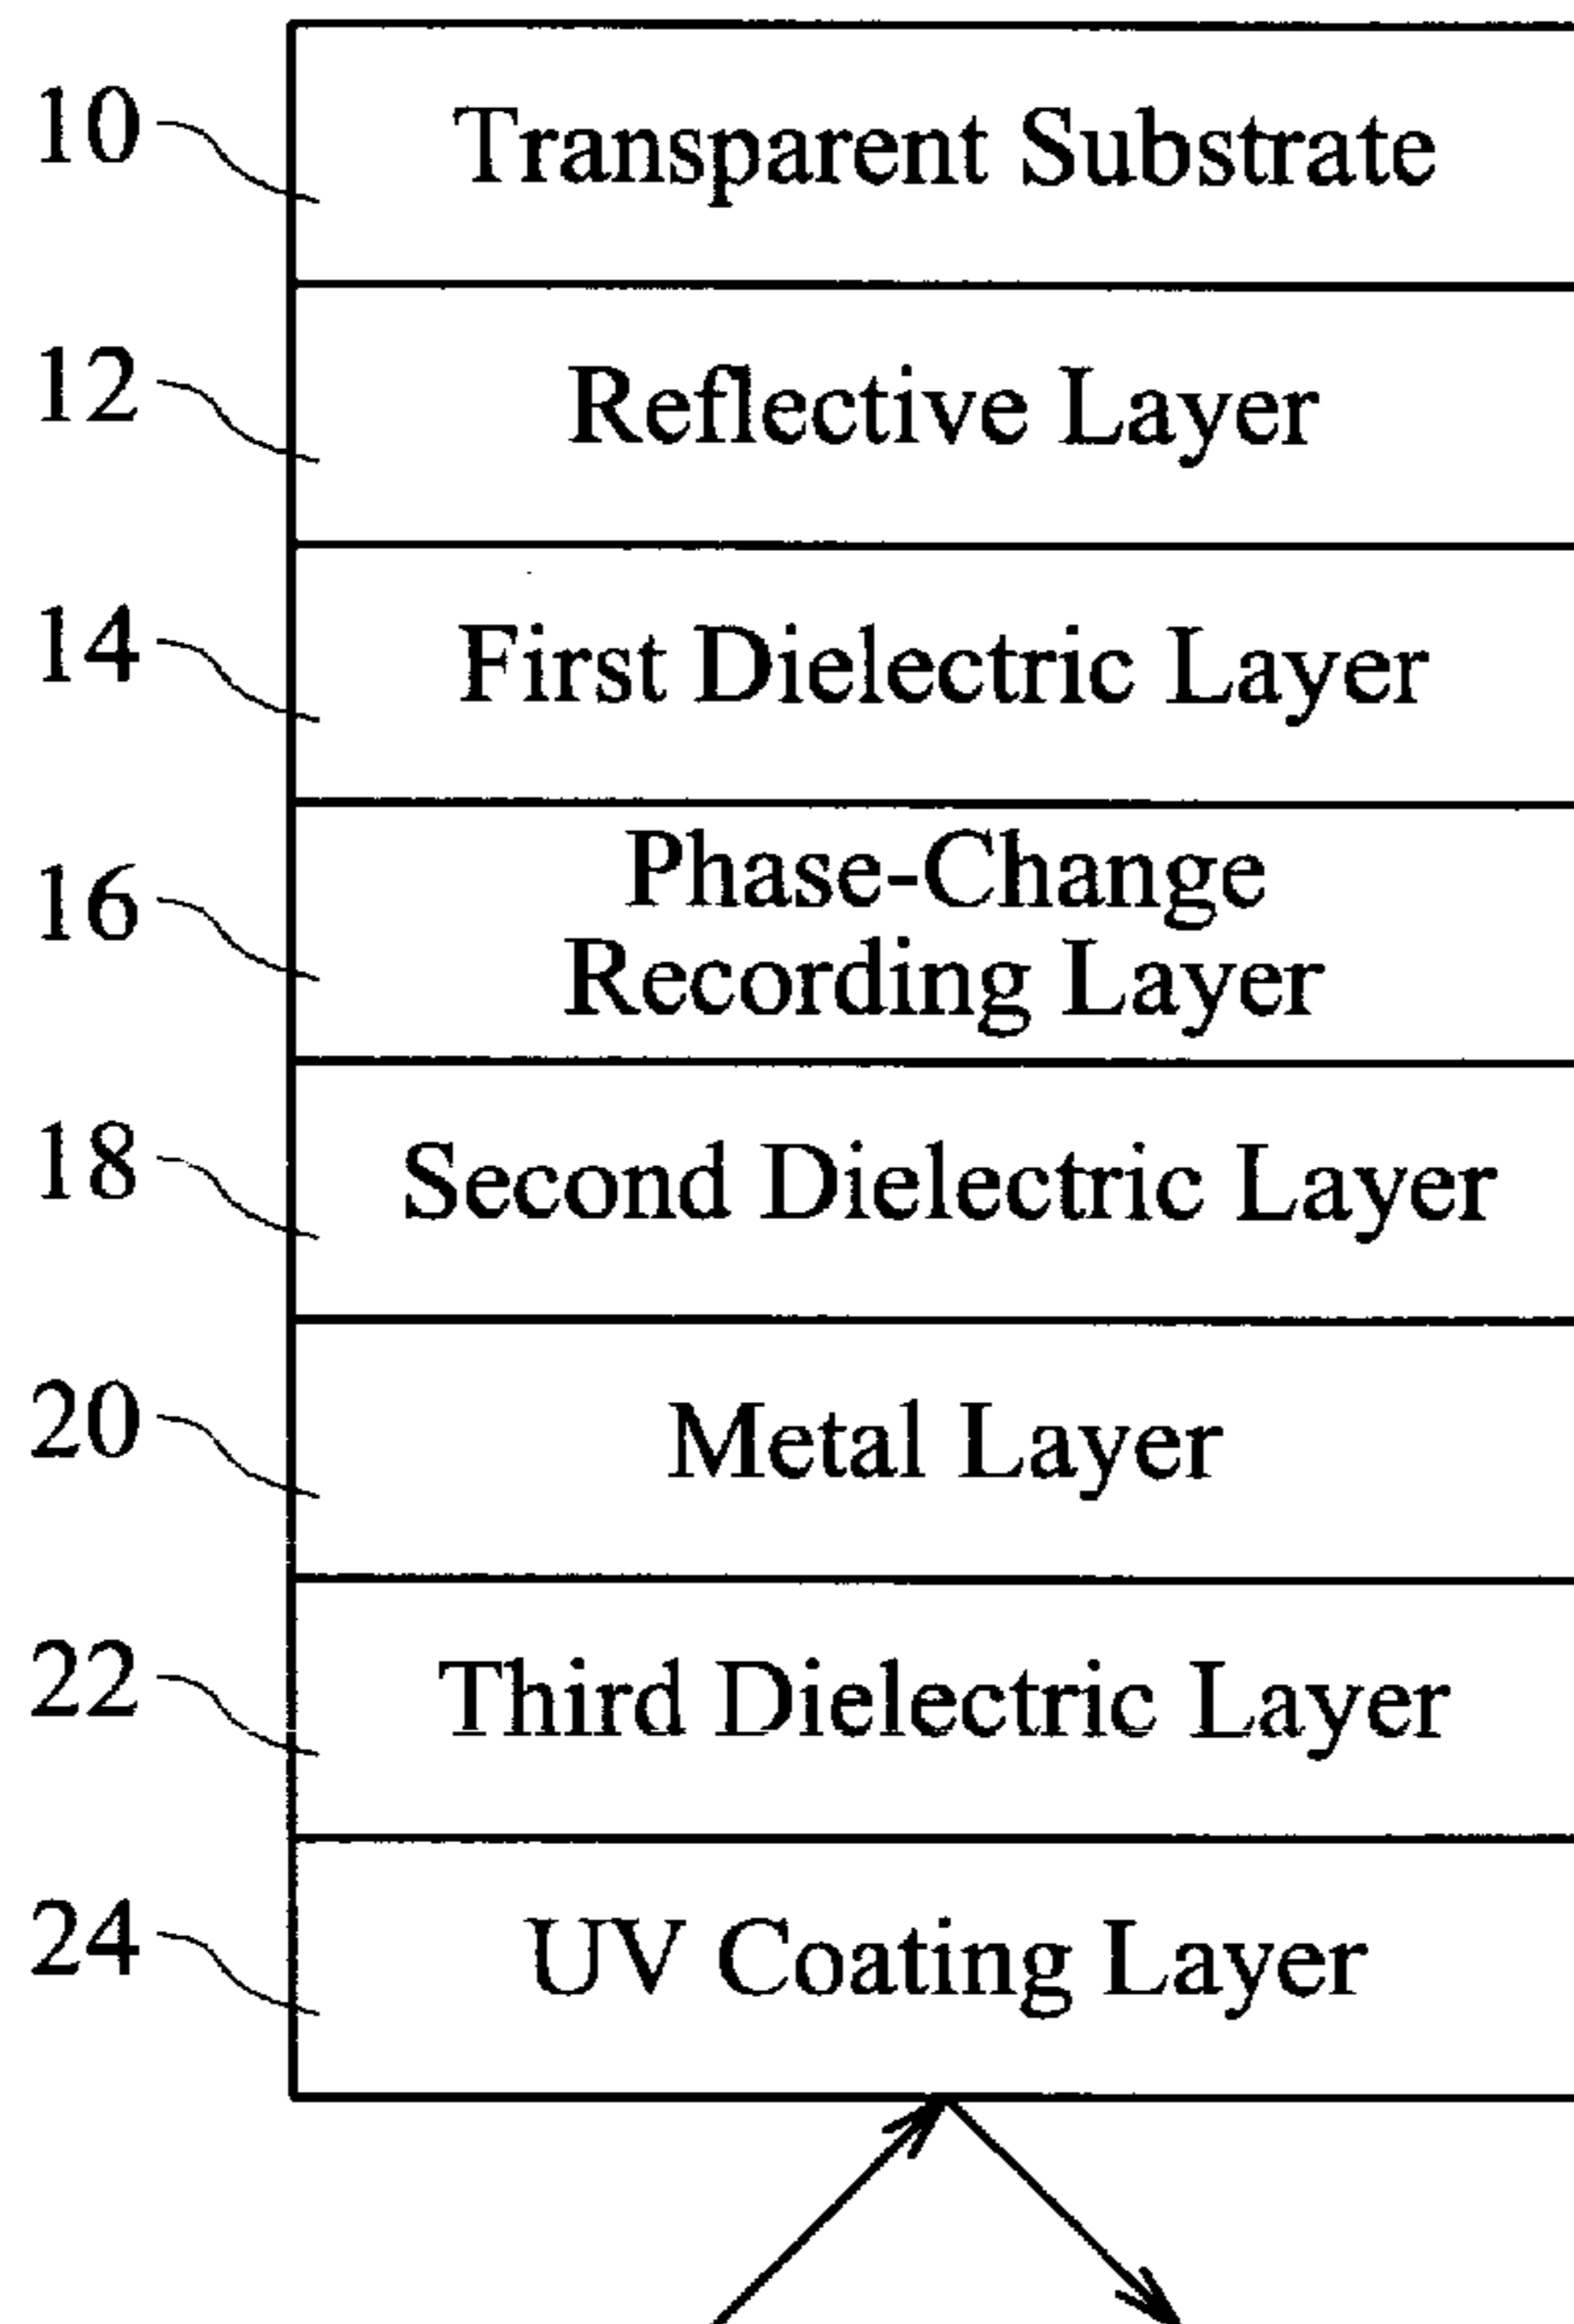 10 Transparent Substrate
12 Reflective Layer
14 First Dielectric Layer
16 Phase-Change
Recording Layer
18 Second Dielectric Layer
20 Metal Layer
22 Third Dielectric Layer
24 UV Coating Layer